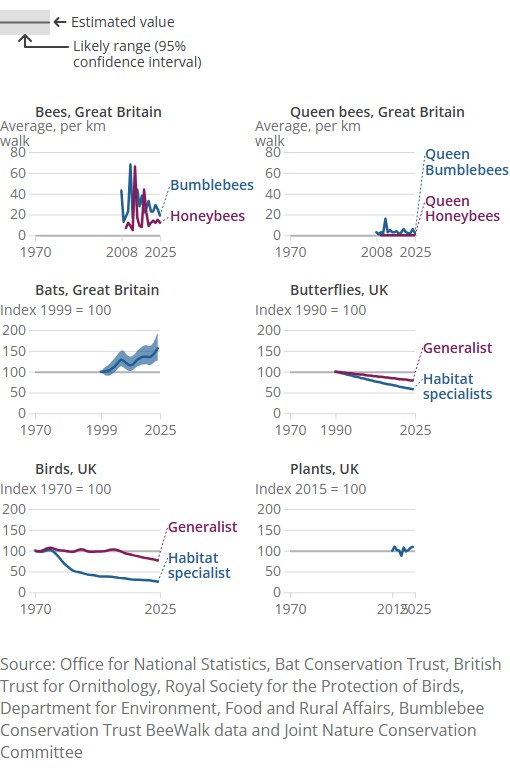 Estimated value
Likely range (95%
confidence interval)
Bees, Great Britain
Average, per km
walk
80
60
40
20
0
1970
2008
2025
Bumblebees
Honeybees
Queen bees, Great Britain
Average, per km
walk
80
60
40
20
0
1970
2008
2025
Queen
Bumblebees
Queen
Honeybees
Bats, Great Britain
Index 1999 = 100
200
150
100
50
0
1970
1999
2025
Butterflies, UK
Index 1990 = 100
200
150
100
50
0
1970
1990
2025
Generalist
Habitat
specialists
Birds, UK
Index 1970 = 100
200
150
100
50
0
1970
2025
Generalist
Habitat
specialist
Plants, UK
Index 2015 = 100
200
150
100
50
0
1970
2015
2025
Source: Office for National Statistics, Bat Conservation Trust, British
Trust for Ornithology, Royal Society for the Protection of Birds,
Department for Environment, Food and Rural Affairs, Bumblebee
Conservation Trust BeeWalk data and Joint Nature Conservation
Committee